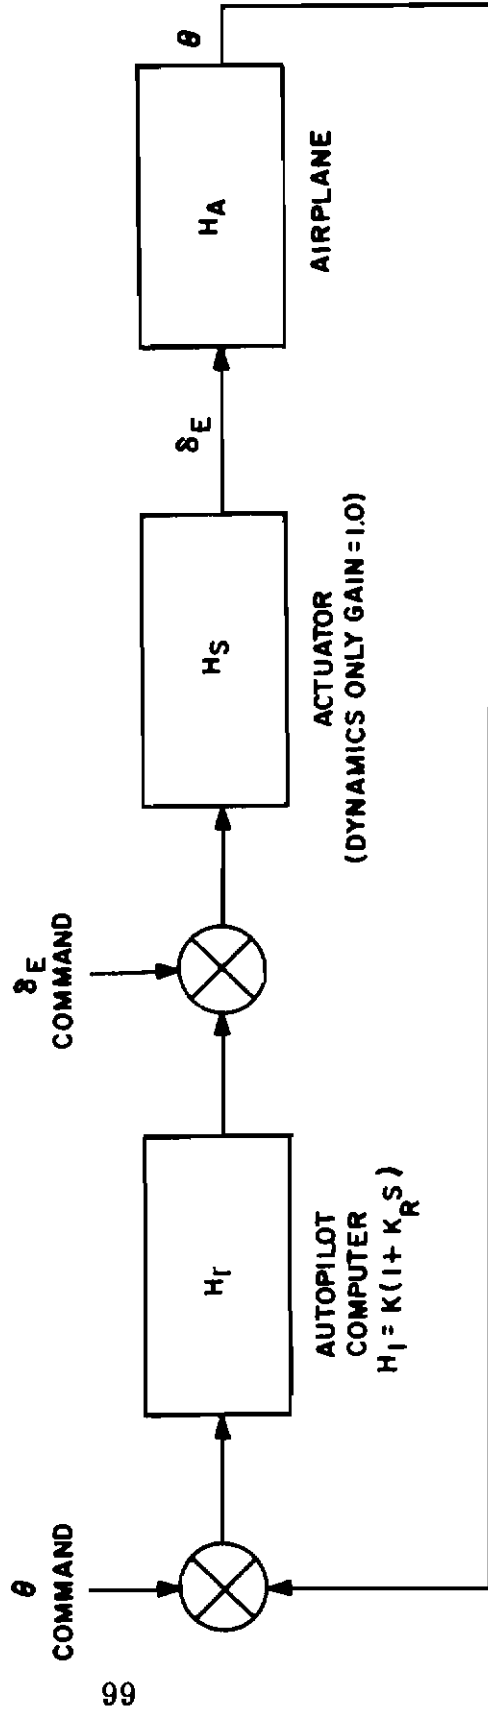 θ
COMMAND
H_I
AUTOPILOT
COMPUTER
H_I = K(1+ K_R S)
δ_E
COMMAND
H_S
ACTUATOR
(DYNAMICS ONLY GAIN = 1.0)
δ_E
H_A
AIRPLANE
θ
66